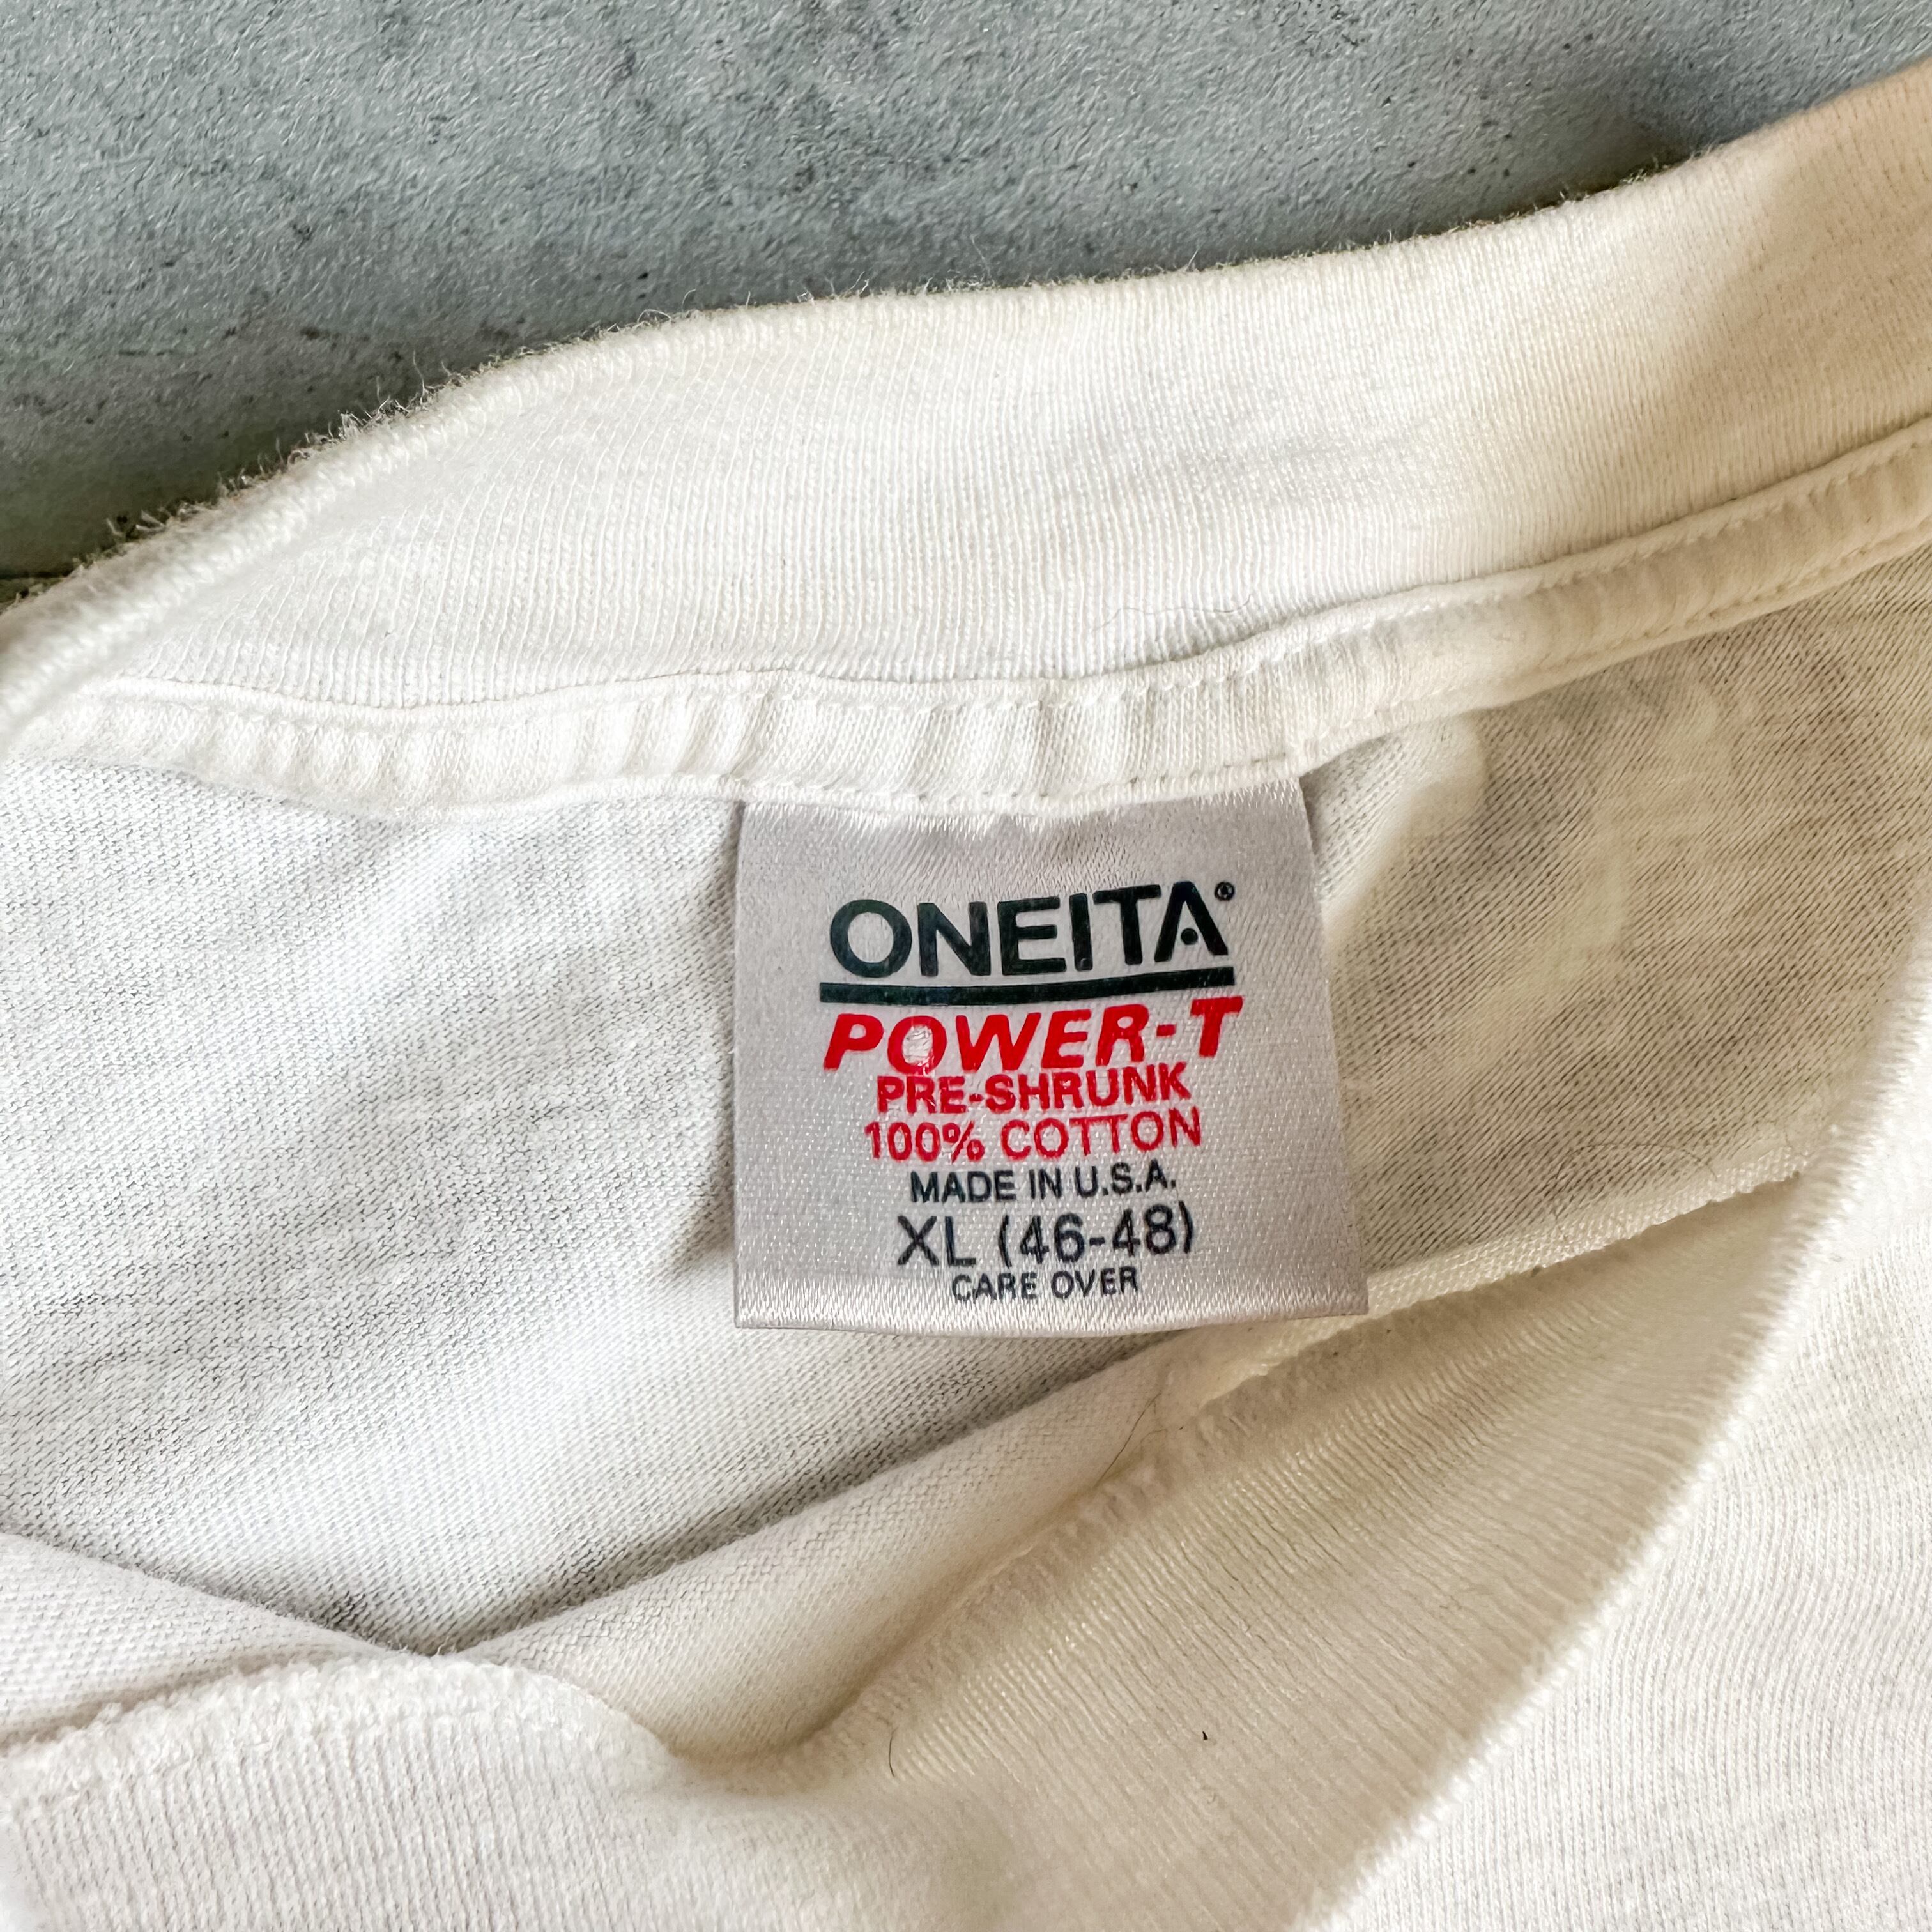 ONEITA®
POWER-T
PRE-SHRUNK
100% COTTON
MADE IN U.S.A.
XL (46-48)
CARE OVER